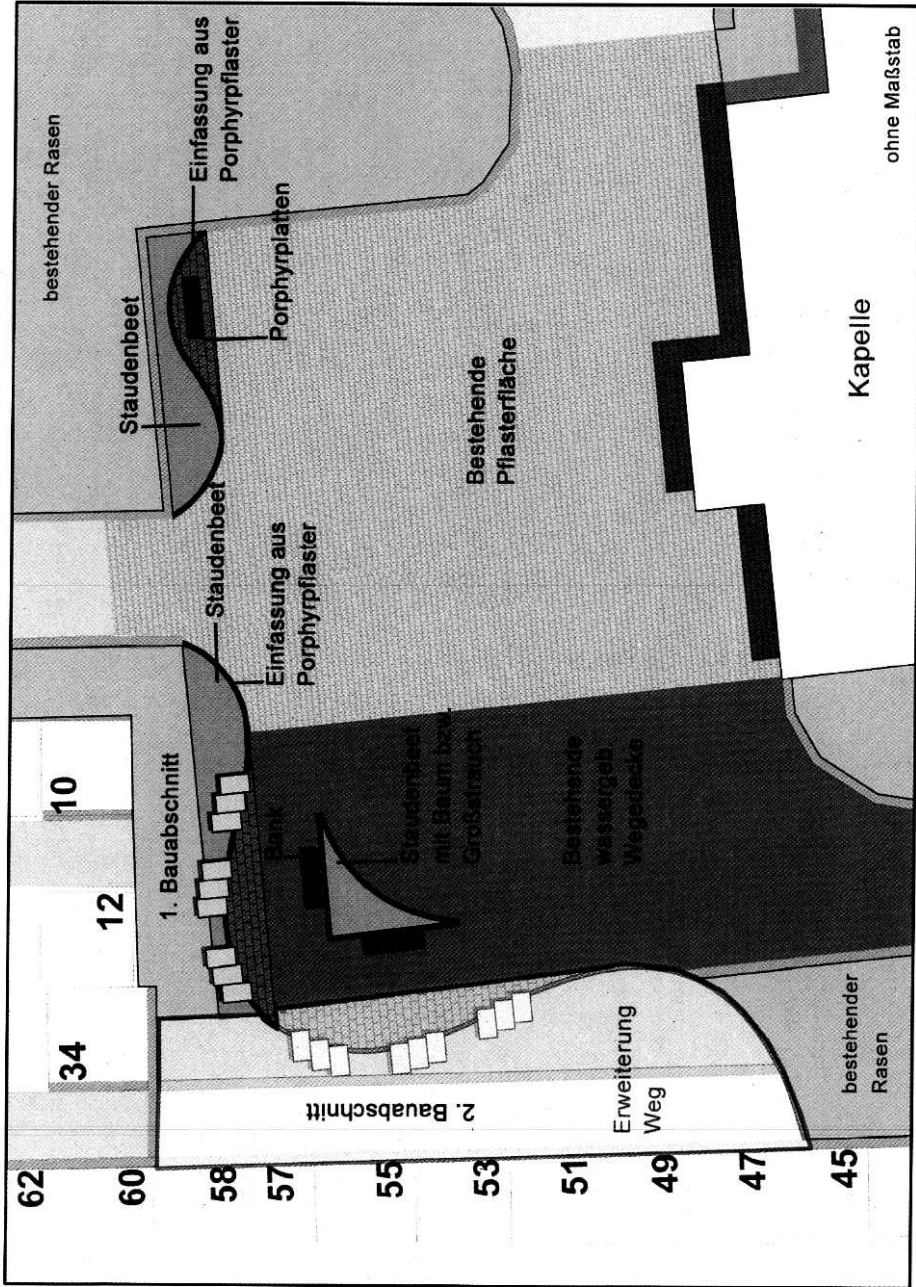 bestehender Rasen
Einfassung aus
Porphyrpflaster
Staudenbeet
Porphyrplatten
Staudenbeet
Einfassung aus
Porphyrpflaster
Bestehende
Pflasterfläche
1. Bauabschnitt
Bank
Staudenbeet
mit Baum bzw.
Großstrauch
Bestehende
wassergeb.
Wegedecke
2. Bauabschnitt
Erweiterung
Weg
bestehender
Rasen
Kapelle
ohne Maßstab
10
12
34
62
60
58
57
55
53
51
49
47
45